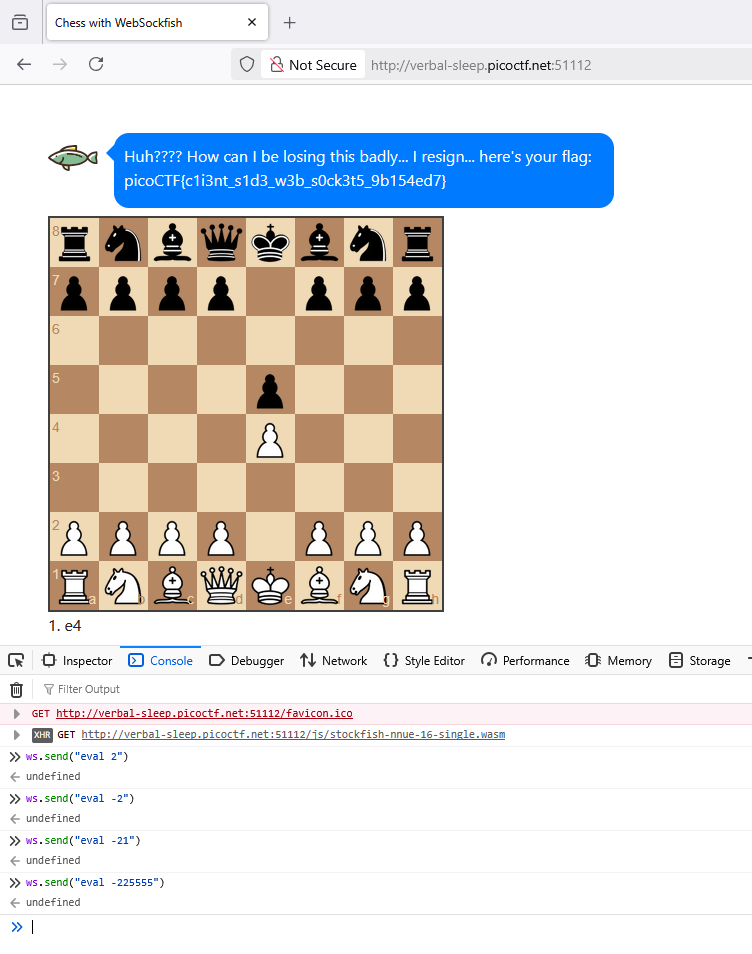 Chess with WebSockfish
Not Secure http://verbal-sleep.picoctf.net:51112
Huh???? How can I be losing this badly... I resign... here's your flag:
picoCTF{c1i3nt_s1d3_w3b_s0ck3t5_9b154ed7}
8
7
6
5
4
3
2
1 a b c d e f g h
1. e4
Inspector Console Debugger Network Style Editor Performance Memory Storage
Filter Output
GET http://verbal-sleep.picoctf.net:51112/favicon.ico
XHR GET http://verbal-sleep.picoctf.net:51112/js/stockfish-nnue-16-single.wasm
ws.send("eval 2")
undefined
ws.send("eval -2")
undefined
ws.send("eval -21")
undefined
ws.send("eval -225555")
undefined